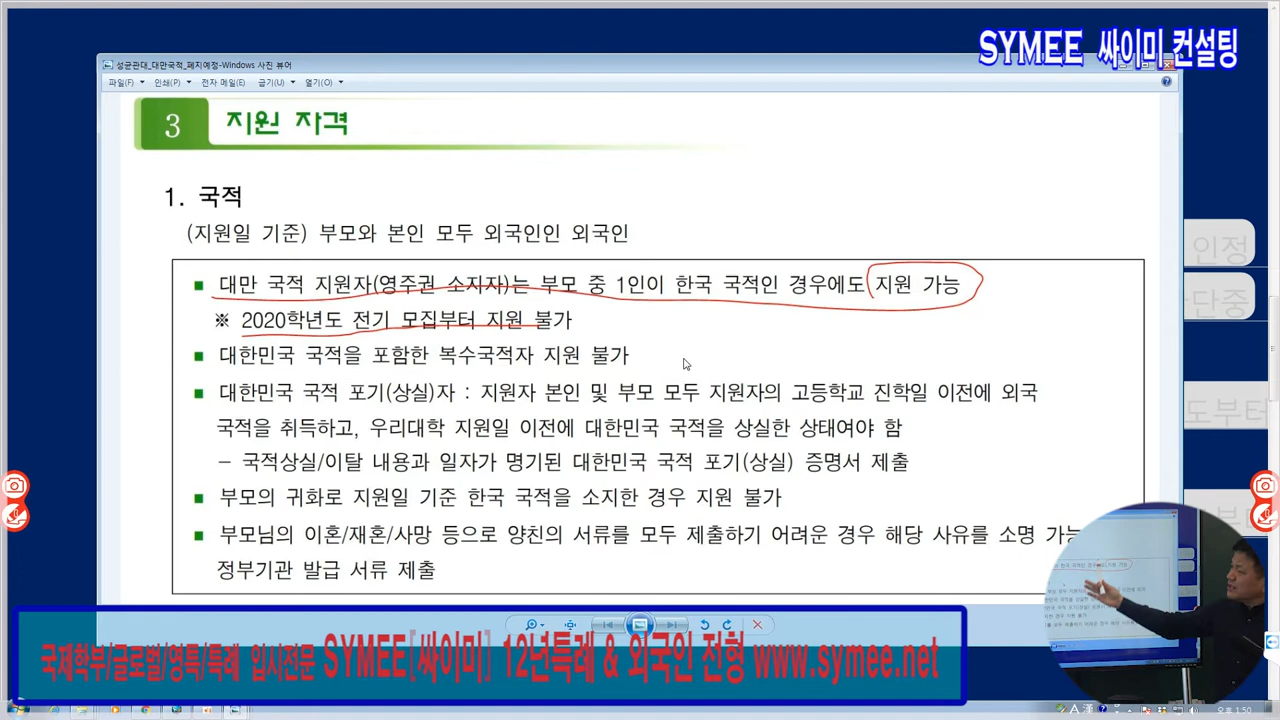 SYMEE 싸이미 컨설팅
성균관대_대만국적_폐지예정-Windows 사진 뷰어
파일(F) 인쇄(P) 전자 메일(E) 굽기(U) 열기(O)
3 지원 자격
1. 국적
(지원일 기준) 부모와 본인 모두 외국인인 외국인
■ 대만 국적 지원자(영주권 소지자)는 부모 중 1인이 한국 국적인 경우에도 지원 가능
※ 2020학년도 전기 모집부터 지원 불가
■ 대한민국 국적을 포함한 복수국적자 지원 불가
■ 대한민국 국적 포기(상실)자 : 지원자 본인 및 부모 모두 지원자의 고등학교 진학일 이전에 외국
국적을 취득하고, 우리대학 지원일 이전에 대한민국 국적을 상실한 상태여야 함
- 국적상실/이탈 내용과 일자가 명기된 대한민국 국적 포기(상실) 증명서 제출
■ 부모의 귀화로 지원일 기준 한국 국적을 소지한 경우 지원 불가
■ 부모님의 이혼/재혼/사망 등으로 양친의 서류를 모두 제출하기 어려운 경우 해당 사유를 소명 가능
정부기관 발급 서류 제출
인정
단중
도부터
국제학부/글로벌/영특/특례 입시전문 SYMEE[싸이미] 12년특례 & 외국인 전형 www.symee.net
A 漢
오후 1:50